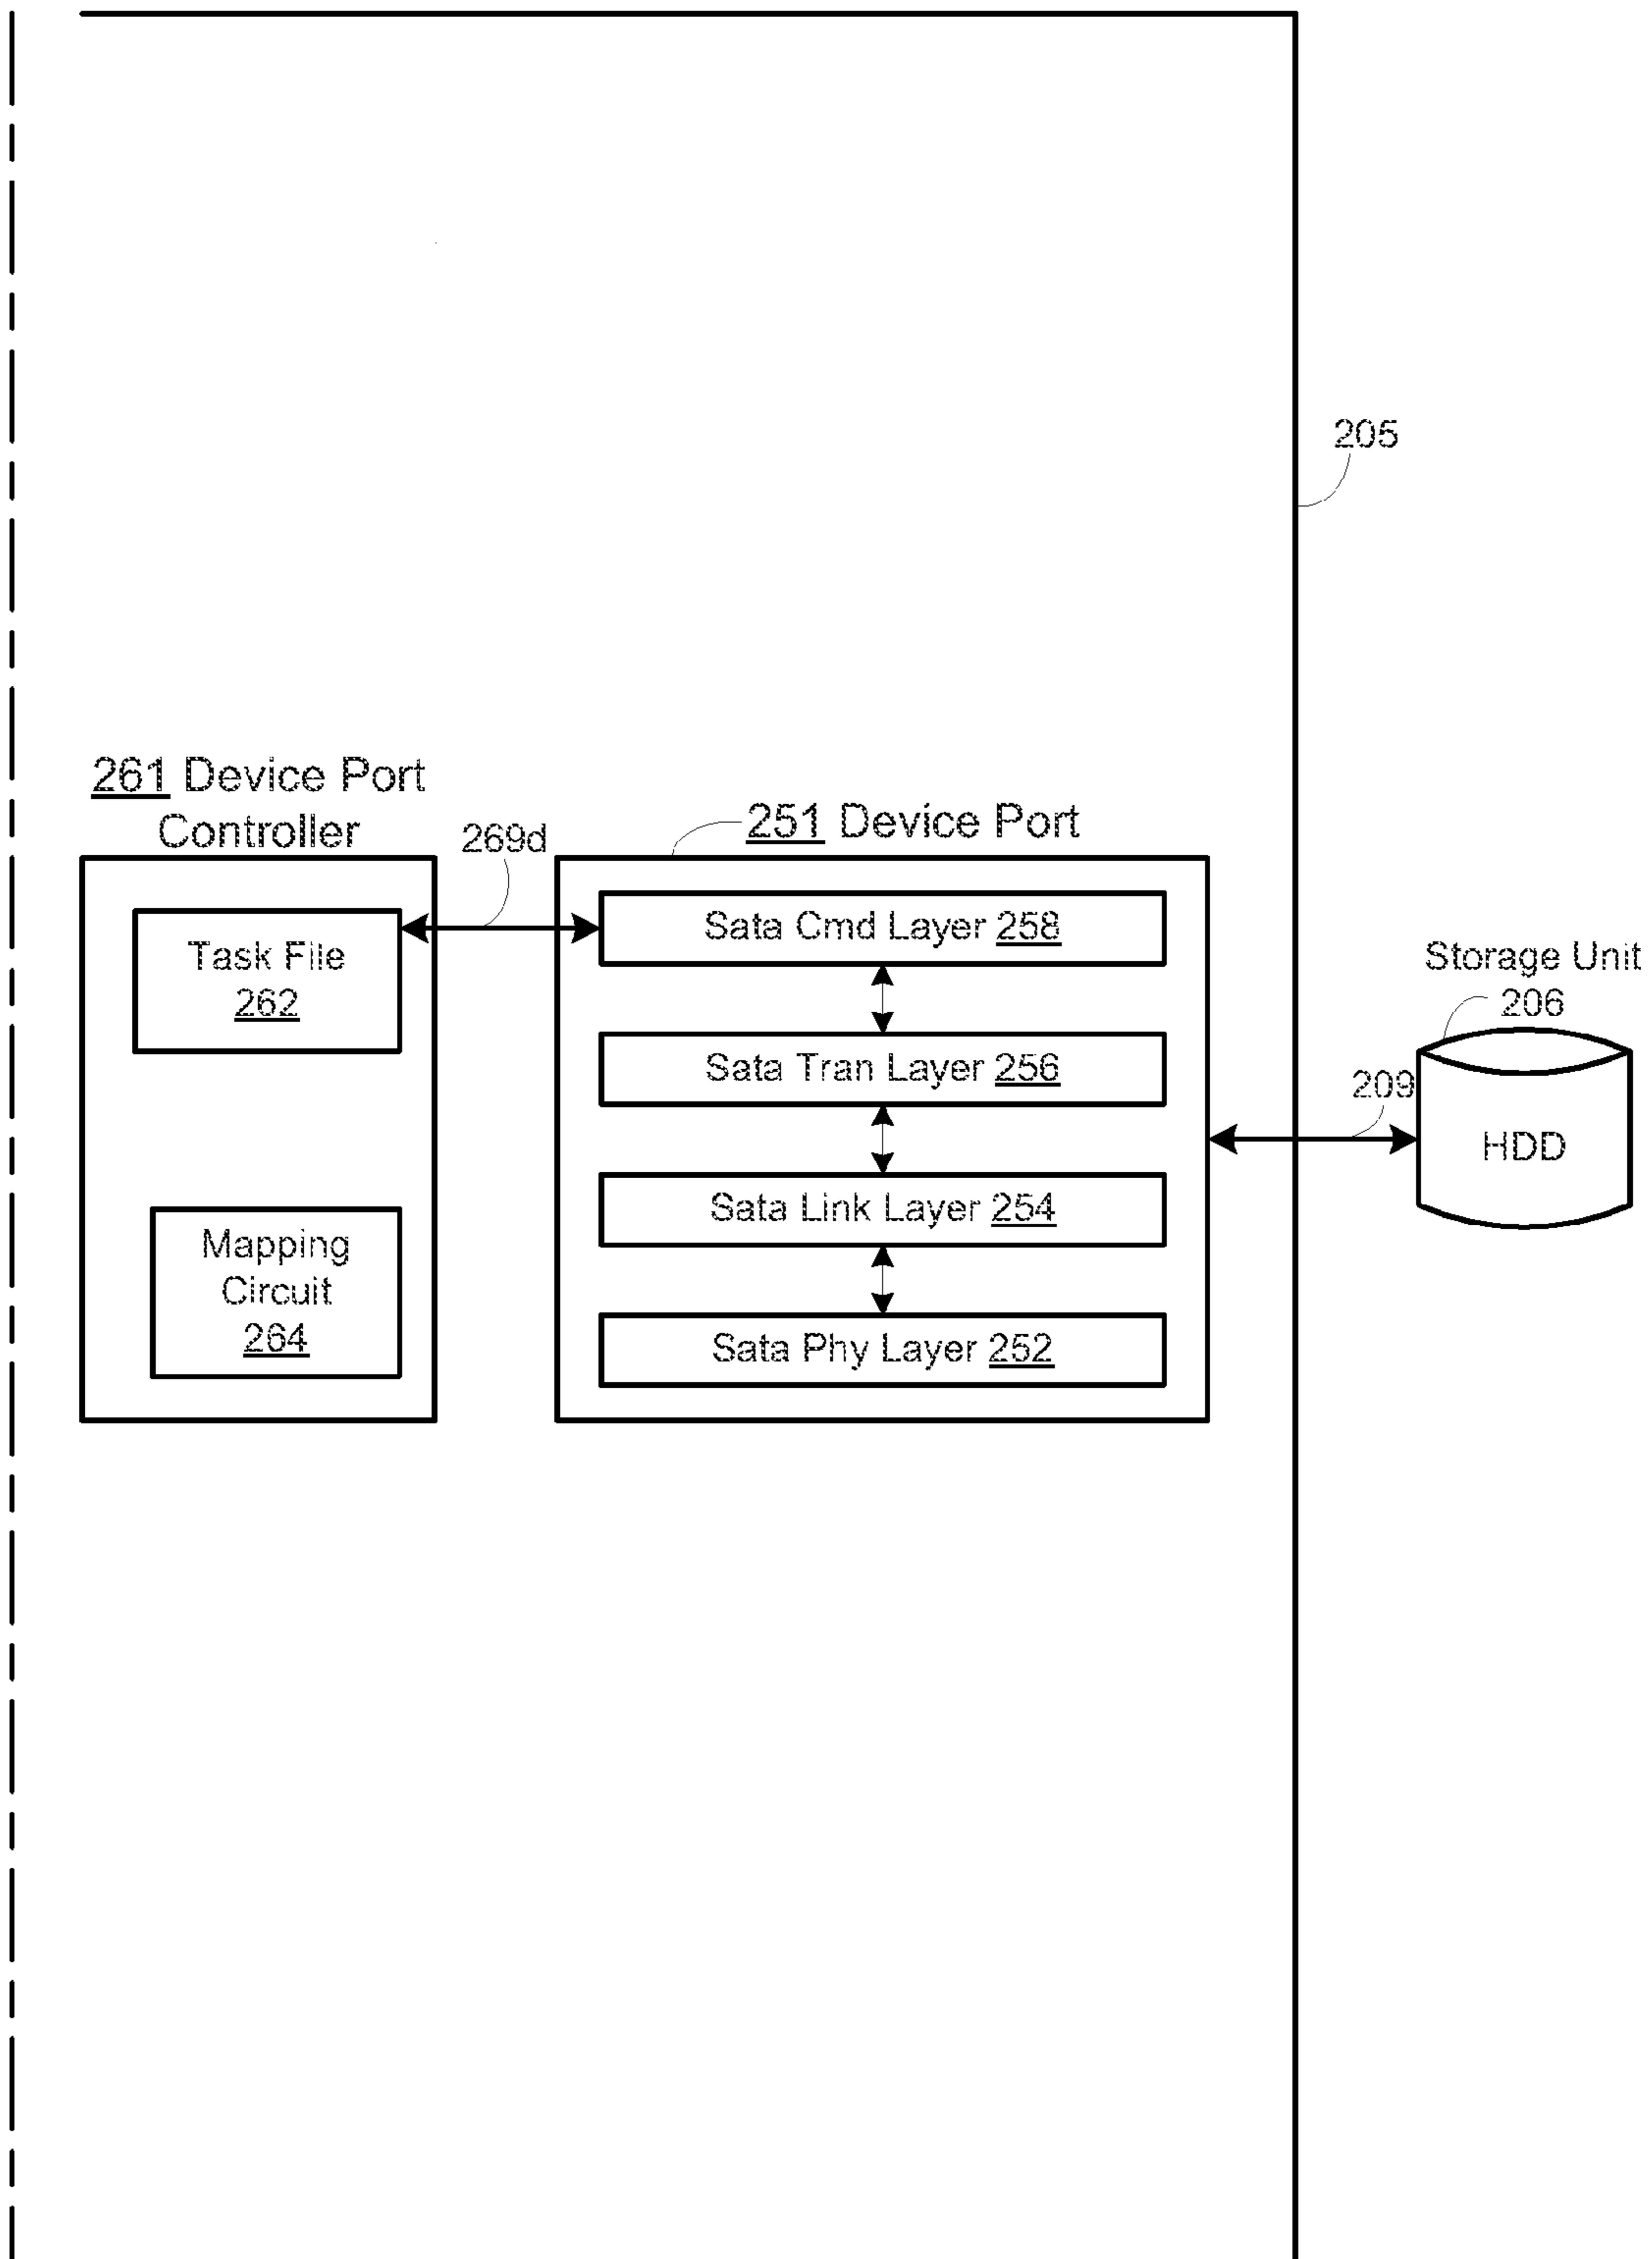 205
261 Device Port
Controller
269d
251 Device Port
Task File
262
Mapping
Circuit
264
Sata Cmd Layer 258
Sata Tran Layer 256
Sata Link Layer 254
Sata Phy Layer 252
Storage Unit
206
209
HDD